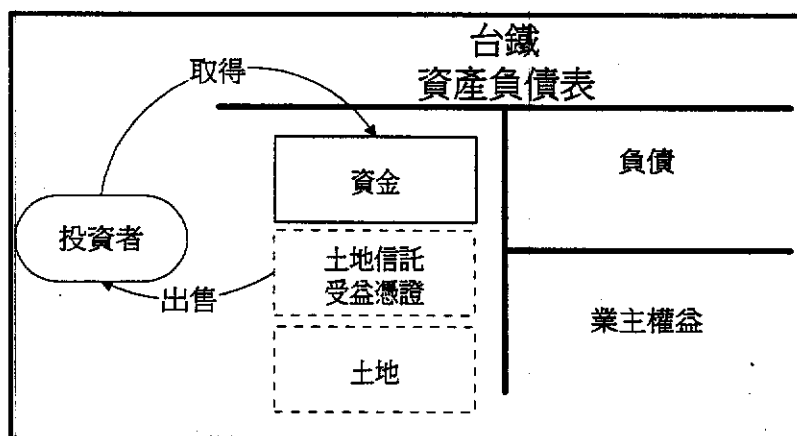 台鐵
資產負債表
取得
資金
負債
投資者
土地信託
受益憑證
出售
業主權益
土地